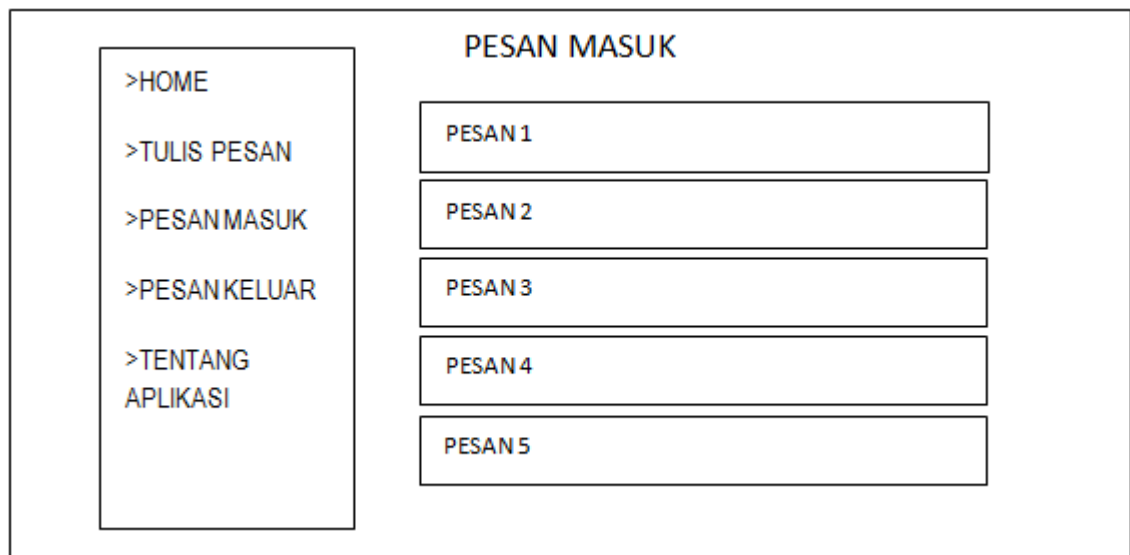 PESAN MASUK
>HOME
>TULIS PESAN
>PESAN MASUK
>PESAN KELUAR
>TENTANG
APLIKASI
PESAN 1
PESAN 2
PESAN 3
PESAN 4
PESAN 5